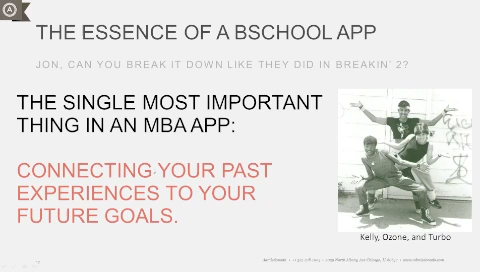 THE ESSENCE OF A BSCHOOL APP
JON, CAN YOU BREAK IT DOWN LIKE THEY DID IN BREAKIN' 2?
THE SINGLE MOST IMPORTANT
THING IN AN MBA APP:
CONNECTING YOUR PAST
EXPERIENCES TO YOUR
FUTURE GOALS.
Kelly, Ozone, and Turbo